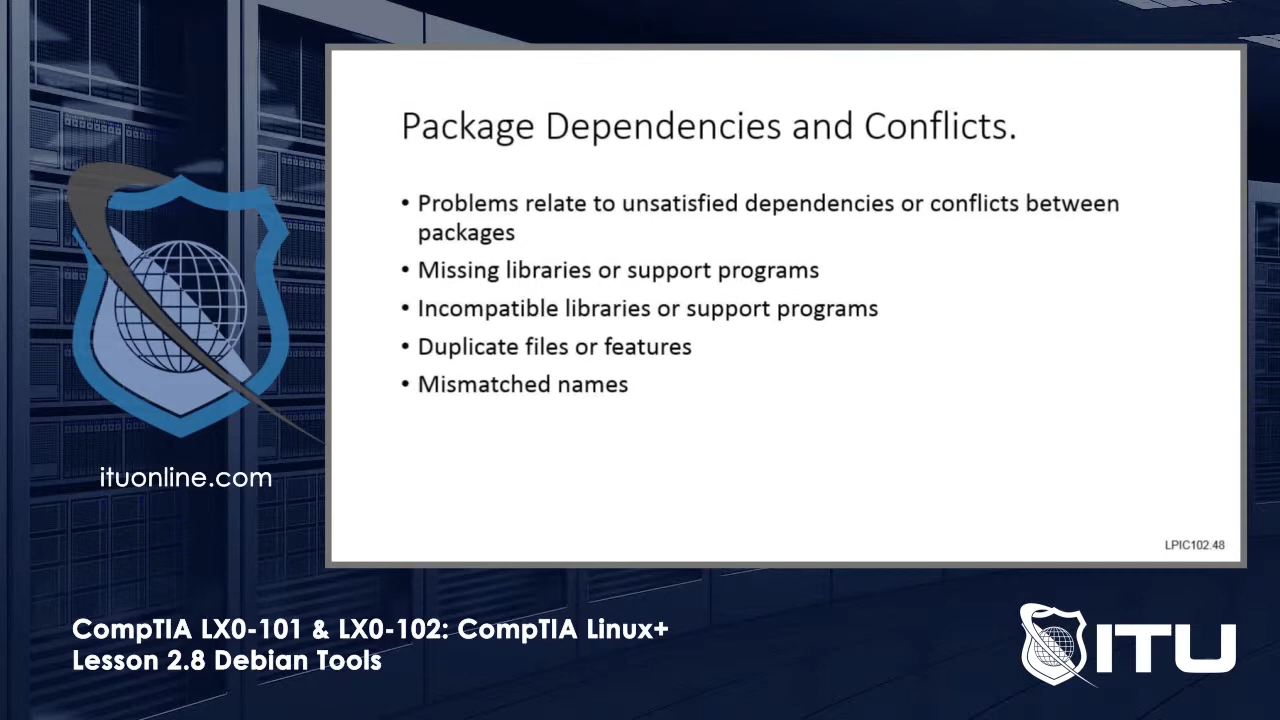 Package Dependencies and Conflicts.
• Problems relate to unsatisfied dependencies or conflicts between
packages
• Missing libraries or support programs
• Incompatible libraries or support programs
• Duplicate files or features
• Mismatched names
LPIC102.48
ituonline.com
CompTIA LX0-101 & LX0-102: CompTIA Linux+
Lesson 2.8 Debian Tools
ITU